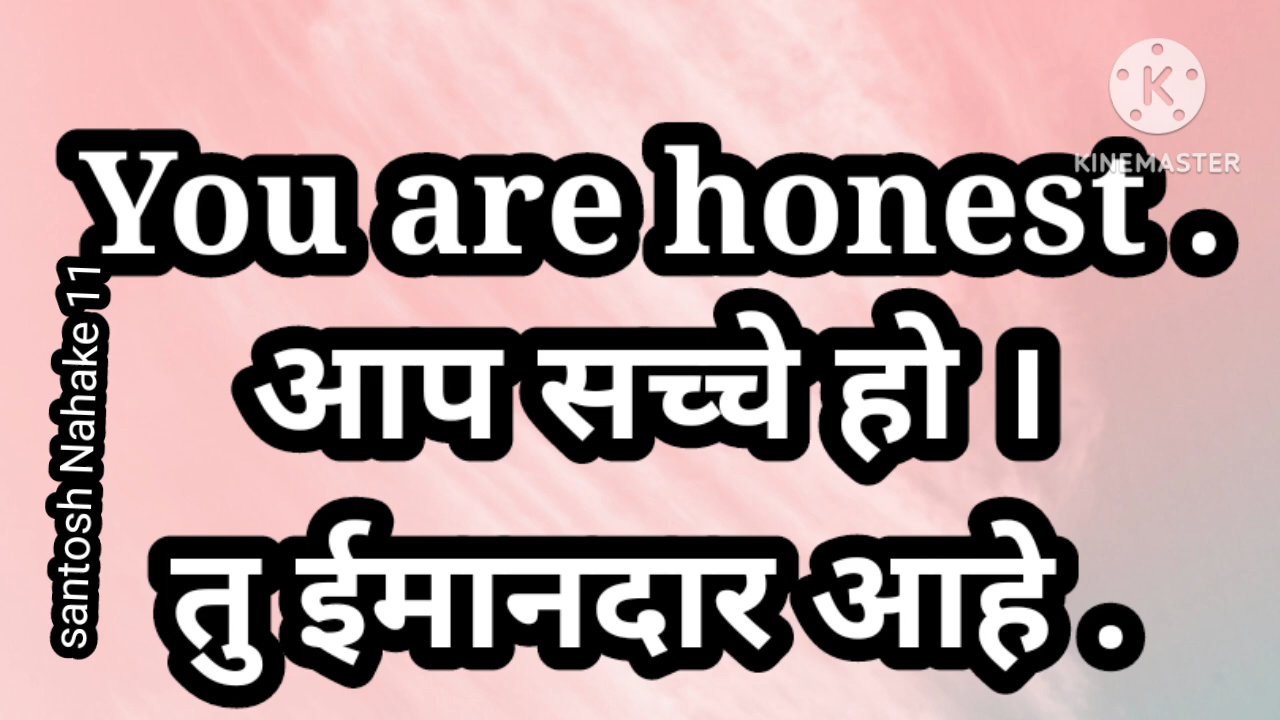 KINEMASTER
You are honest.
santosh Nahake 11
आप सच्चे हो ।
तु ईमानदार आहे.